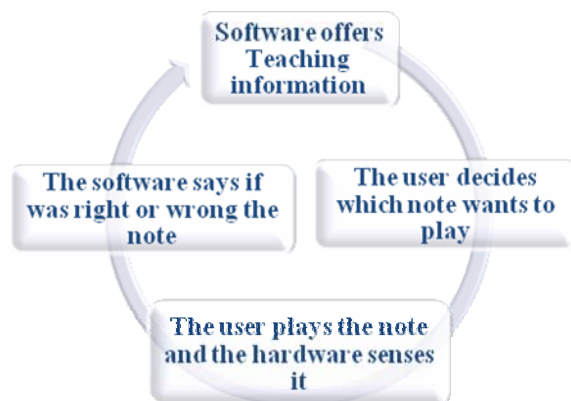 Software offers
Teaching
information
The user decides
which note wants to
play
The user plays the note
and the hardware senses
it
The software says if
was right or wrong the
note